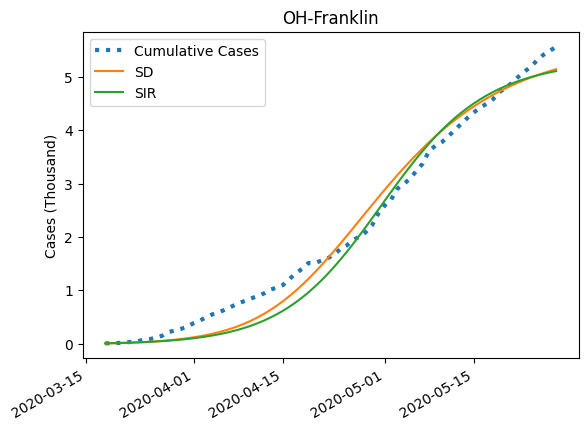 OH-Franklin
Cumulative Cases
SD
SIR
Cases (Thousand)
5
4
3
2
1
0
2020-03-15
2020-04-01
2020-04-15
2020-05-01
2020-05-15